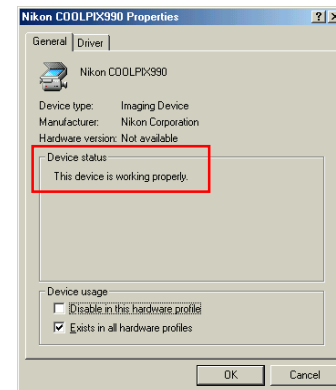 Nikon COOLPIX990 Properties
General Driver
Nikon COOLPIX990
Device type: Imaging Device
Manufacturer: Nikon Corporation
Hardware version: Not available
Device status
This device is working properly.
Device usage
Disable in this hardware profile
Exists in all hardware profiles
OK Cancel